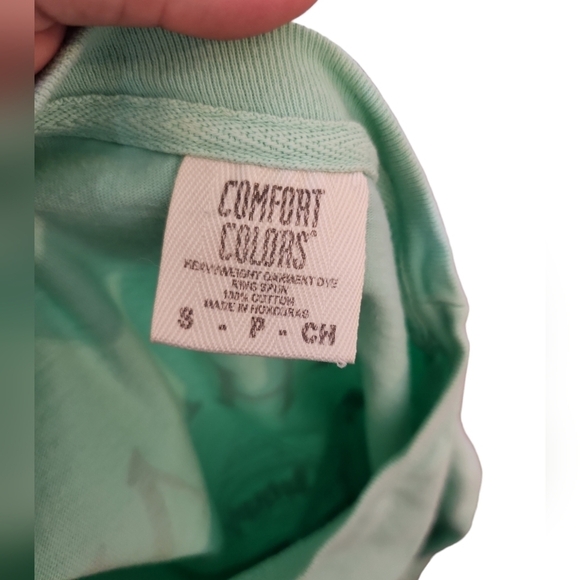 COMFORT
COLORS®
HEAVYWEIGHT GARMENT DYE
RING SPUN
100% COTTON
MADE IN HONDURAS
S - P - CH